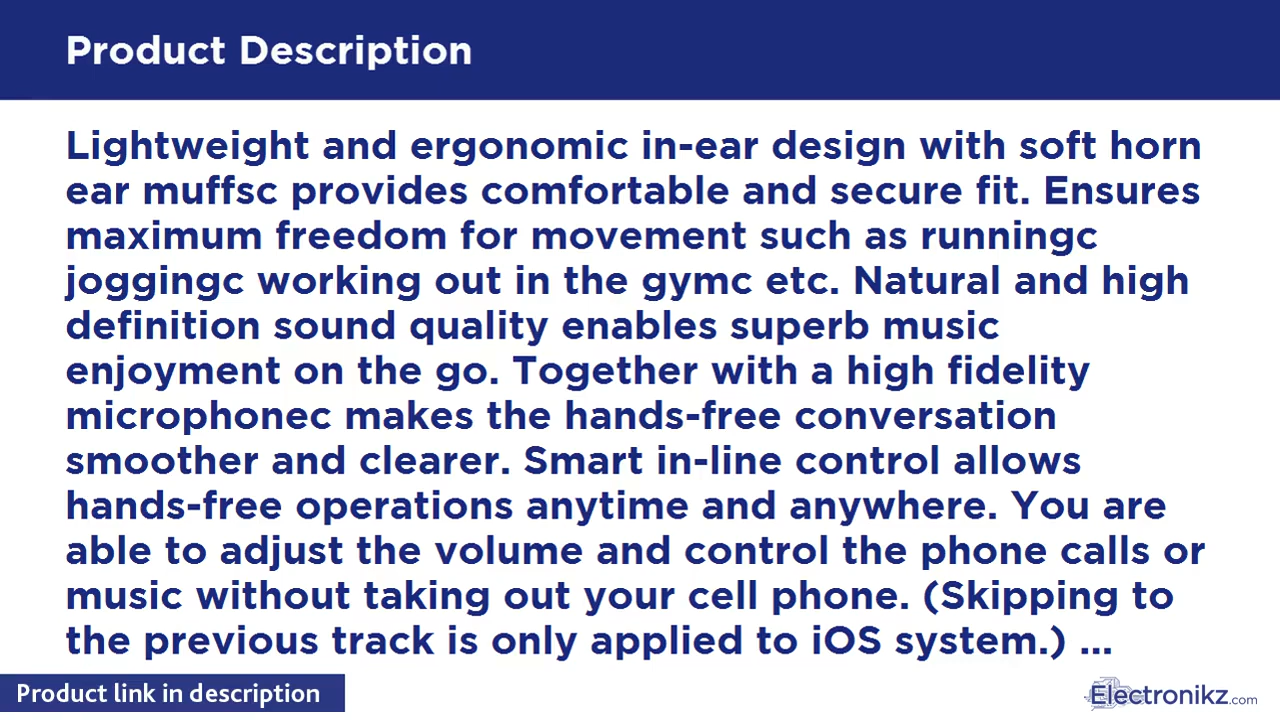 Product Description
Lightweight and ergonomic in-ear design with soft horn
ear muffsc provides comfortable and secure fit. Ensures
maximum freedom for movement such as runningc
joggingc working out in the gymc etc. Natural and high
definition sound quality enables superb music
enjoyment on the go. Together with a high fidelity
microphonec makes the hands-free conversation
smoother and clearer. Smart in-line control allows
hands-free operations anytime and anywhere. You are
able to adjust the volume and control the phone calls or
music without taking out your cell phone. (Skipping to
the previous track is only applied to iOS system.) ...
Product link in description
Electronikz.com